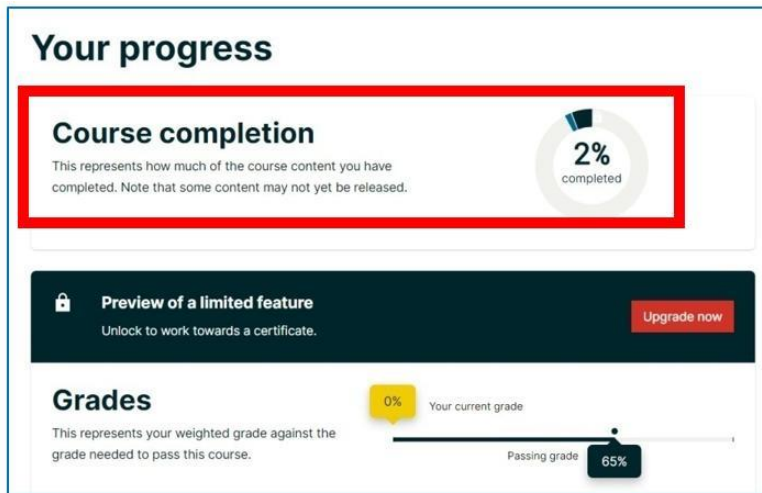 Your progress
Course completion
This represents how much of the course content you have
completed. Note that some content may not yet be released.
2%
completed
Preview of a limited feature
Unlock to work towards a certificate.
Upgrade now
Grades
This represents your weighted grade against the
grade needed to pass this course.
0%
Your current grade
Passing grade
65%